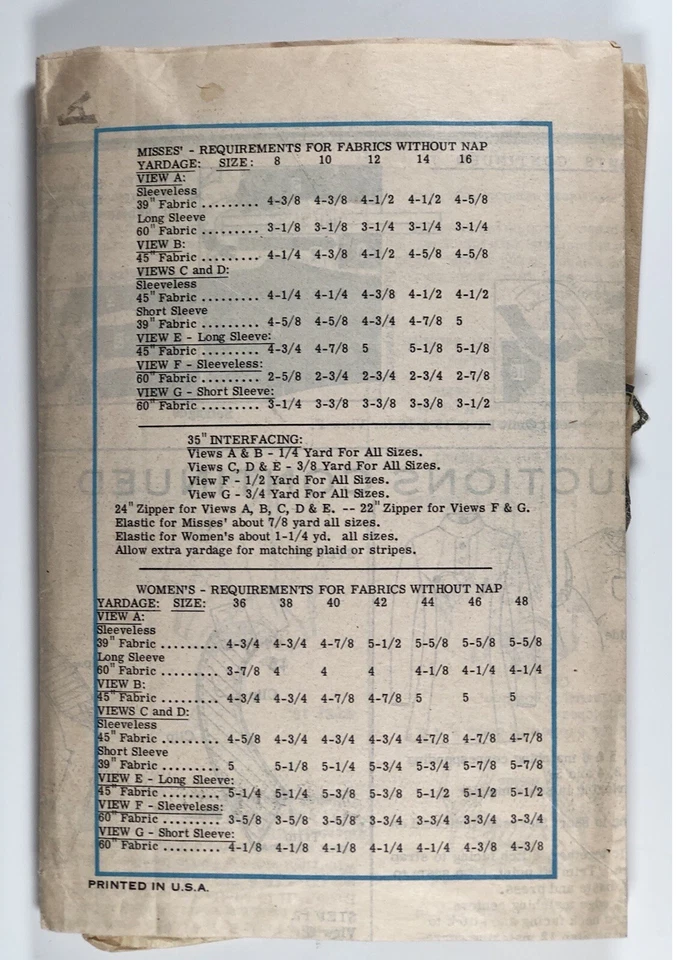 MISSES' - REQUIREMENTS FOR FABRICS WITHOUT NAP
YARDAGE: SIZE: 8 10 12 14 16
VIEW A:
Sleeveless
39" Fabric ......... 4-3/8 4-3/8 4-1/2 4-1/2 4-5/8
Long Sleeve
60" Fabric ......... 3-1/8 3-1/8 3-1/4 3-1/4 3-1/4
VIEW B:
45" Fabric ......... 4-1/4 4-3/8 4-1/2 4-5/8 4-5/8
VIEWS C and D:
Sleeveless
45" Fabric ......... 4-1/4 4-1/4 4-3/8 4-1/2 4-1/2
Short Sleeve
39" Fabric ......... 4-5/8 4-5/8 4-3/4 4-7/8 5
VIEW E - Long Sleeve:
45" Fabric ......... 4-3/4 4-7/8 5 5-1/8 5-1/8
VIEW F - Sleeveless:
60" Fabric ......... 2-5/8 2-3/4 2-3/4 2-3/4 2-7/8
VIEW G - Short Sleeve:
60" Fabric ......... 3-1/4 3-3/8 3-3/8 3-3/8 3-1/2
35" INTERFACING:
Views A & B - 1/4 Yard For All Sizes.
Views C, D & E - 3/8 Yard For All Sizes.
View F - 1/2 Yard For All Sizes.
View G - 3/4 Yard For All Sizes.
24" Zipper for Views A, B, C, D & E. -- 22" Zipper for Views F & G.
Elastic for Misses' about 7/8 yard all sizes.
Elastic for Women's about 1-1/4 yd. all sizes.
Allow extra yardage for matching plaid or stripes.
WOMEN'S - REQUIREMENTS FOR FABRICS WITHOUT NAP
YARDAGE: SIZE: 36 38 40 42 44 46 48
VIEW A:
Sleeveless
39" Fabric ......... 4-3/4 4-3/4 4-7/8 5-1/2 5-5/8 5-5/8 5-5/8
Long Sleeve
60" Fabric ......... 3-7/8 4 4 4 4-1/8 4-1/4 4-1/4
VIEW B:
45" Fabric ......... 4-3/4 4-3/4 4-7/8 4-7/8 5 5 5
VIEWS C and D:
Sleeveless
45" Fabric ......... 4-5/8 4-3/4 4-3/4 4-3/4 4-7/8 4-7/8 4-7/8
Short Sleeve
39" Fabric ......... 5 5-1/8 5-1/4 5-3/4 5-3/4 5-7/8 5-7/8
VIEW E - Long Sleeve:
45" Fabric ......... 5-1/4 5-1/4 5-3/8 5-3/8 5-1/2 5-1/2 5-1/2
VIEW F - Sleeveless:
60" Fabric ......... 3-5/8 3-5/8 3-5/8 3-3/4 3-3/4 3-3/4 3-3/4
VIEW G - Short Sleeve:
60" Fabric ......... 4-1/8 4-1/8 4-1/8 4-1/4 4-1/4 4-3/8 4-3/8
PRINTED IN U.S.A.